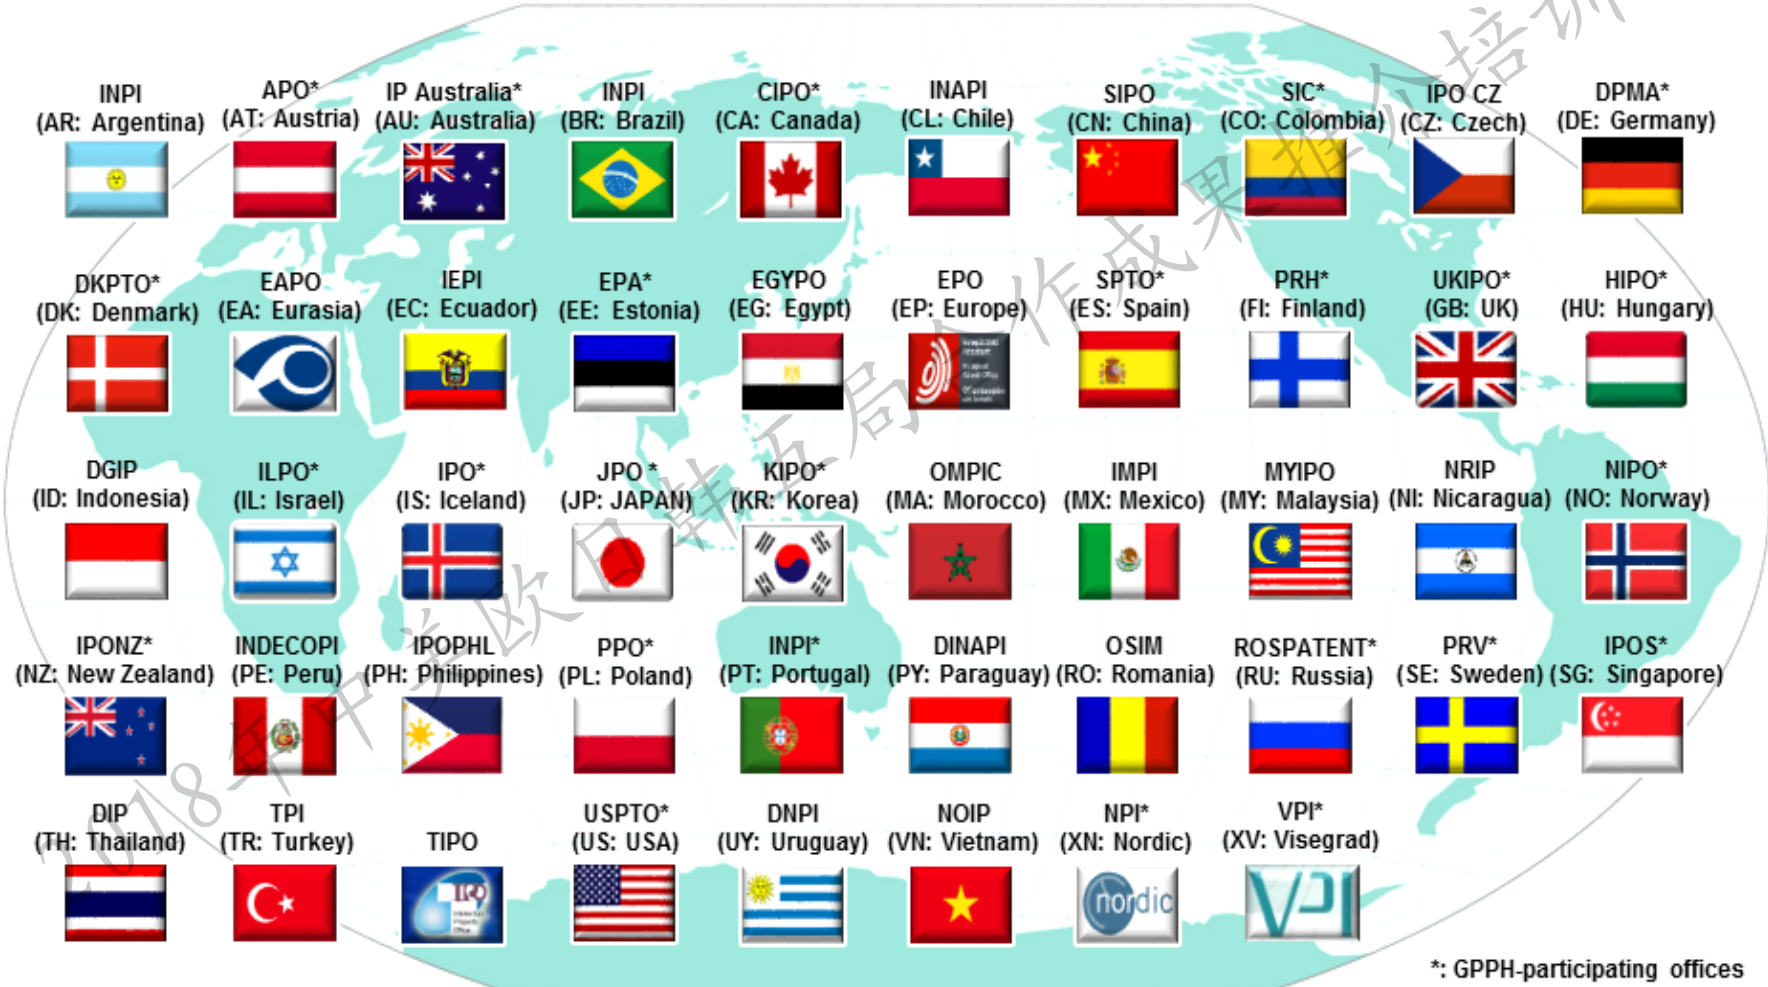 INPI
(AR: Argentina)
APO*
(AT: Austria)
IP Australia*
(AU: Australia)
INPI
(BR: Brazil)
CIPO*
(CA: Canada)
INAPI
(CL: Chile)
SIPO
(CN: China)
SIC*
(CO: Colombia)
IPO CZ
(CZ: Czech)
DPMA*
(DE: Germany)
DKPTO*
(DK: Denmark)
EAPO
(EA: Eurasia)
IEPI
(EC: Ecuador)
EPA*
(EE: Estonia)
EGYPO
(EG: Egypt)
EPO
(EP: Europe)
SPTO*
(ES: Spain)
PRH*
(FI: Finland)
UKIPO*
(GB: UK)
HIPO*
(HU: Hungary)
DGIP
(ID: Indonesia)
ILPO*
(IL: Israel)
IPO*
(IS: Iceland)
JPO *
(JP: JAPAN)
KIPO*
(KR: Korea)
OMPIC
(MA: Morocco)
IMPI
(MX: Mexico)
MYIPO
(MY: Malaysia)
NRIP
(NI: Nicaragua)
NIPO*
(NO: Norway)
IPONZ*
(NZ: New Zealand)
INDECOPI
(PE: Peru)
IPOPHL
(PH: Philippines)
PPO*
(PL: Poland)
INPI*
(PT: Portugal)
DINAPI
(PY: Paraguay)
OSIM
(RO: Romania)
ROSPATENT*
(RU: Russia)
PRV*
(SE: Sweden)
IPOS*
(SG: Singapore)
DIP
(TH: Thailand)
TPI
(TR: Turkey)
TIPO
TIPO
USPTO*
(US: USA)
DNPI
(UY: Uruguay)
NOIP
(VN: Vietnam)
NPI*
(XN: Nordic)
nordic
VPI*
(XV: Visegrad)
VPI
*: GPPH-participating offices
2018年中美欧日韩五局合作成果推介培训